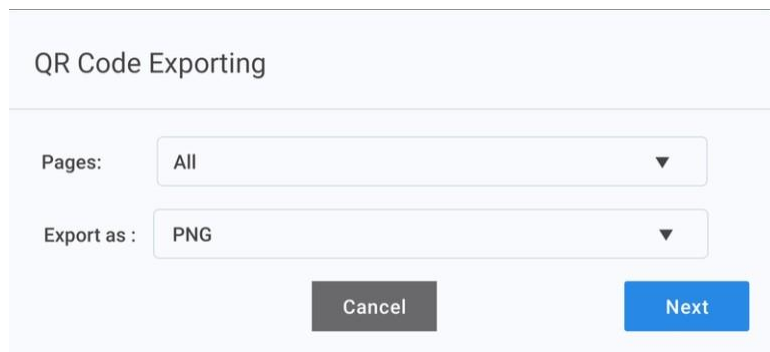 QR Code Exporting
Pages: All
Export as : PNG
Cancel Next